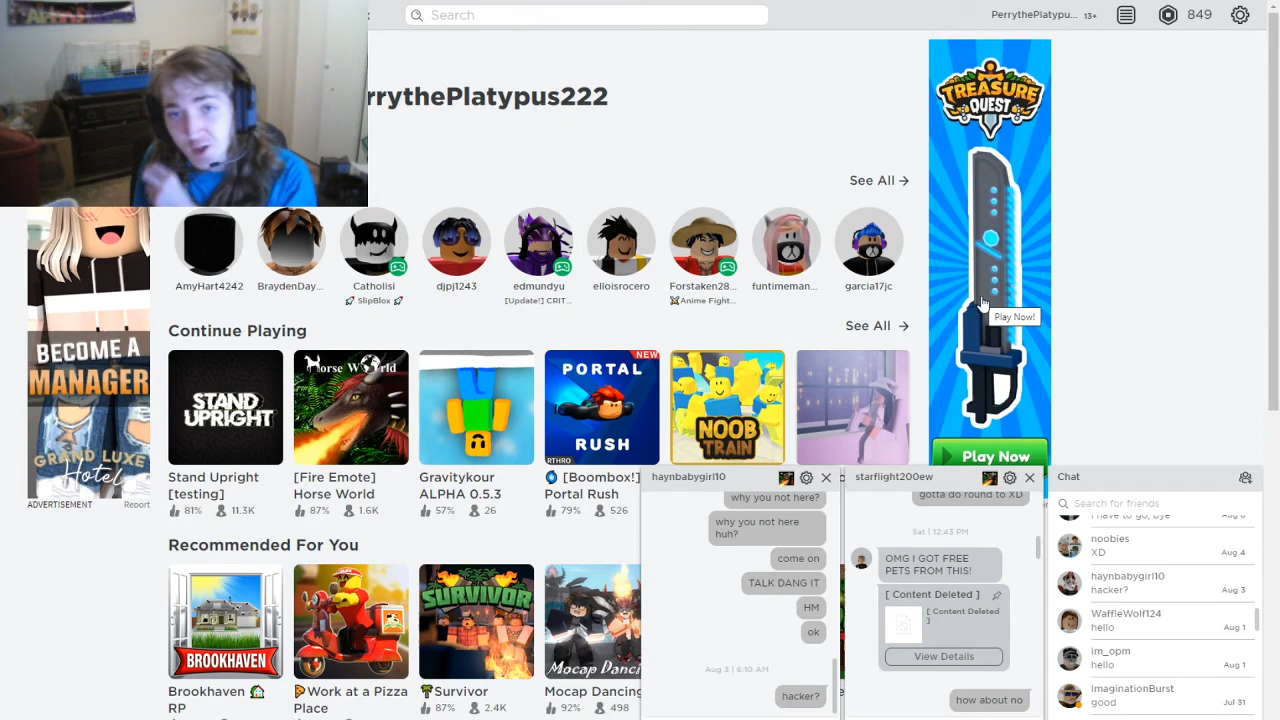 Search
PerrythePlatypu... 13+
849
rrythePlatypus222
See All →
AmyHart4242
BraydenDay...
Catholisi
djpj1243
edmundyu
elloisrocero
Forstaken28...
funtimeman...
garcia17jc
🚀 SlipBlox 🚀
[Update!] CRIT...
⚔️Anime Fight...
Continue Playing
See All →
STAND
UPRIGHT
Horse World
PORTAL
RUSH
NEW
RTHRO
NOOB
TRAIN
Stand Upright
[testing]
81% 11.3K
[Fire Emote]
Horse World
87% 1.6K
Gravitykour
ALPHA 0.5.3
57% 26
[Boombox!]
Portal Rush
79% 526
Recommended For You
BROOKHAVEN
SURVIVOR
Mocap Dancin
Brookhaven 🏠
RP
🍕Work at a Pizza
Place
🌴Survivor
87% 2.4K
Mocap Dancing
92% 498
BECOME A
MANAGER
GRAND LUXE
Hotel
ADVERTISEMENT Report
TREASURE
QUEST
Play Now!
Play Now
haynbabygirl10
why you not here?
why you not here
huh?
come on
TALK DANG IT
HM
ok
Aug 3 | 6:10 AM
hacker?
starflight200ew
gotta do round to XD
Sat | 12:43 PM
OMG I GOT FREE
PETS FROM THIS!
[ Content Deleted ]
[ Content Deleted
]
View Details
how about no
Chat
Search for friends
I have to go, bye
noobies
XD Aug 4
haynbabygirl10
hacker? Aug 3
WaffleWolf124
hello Aug 1
im_opm
hello Aug 1
ImaginationBurst
good Jul 31